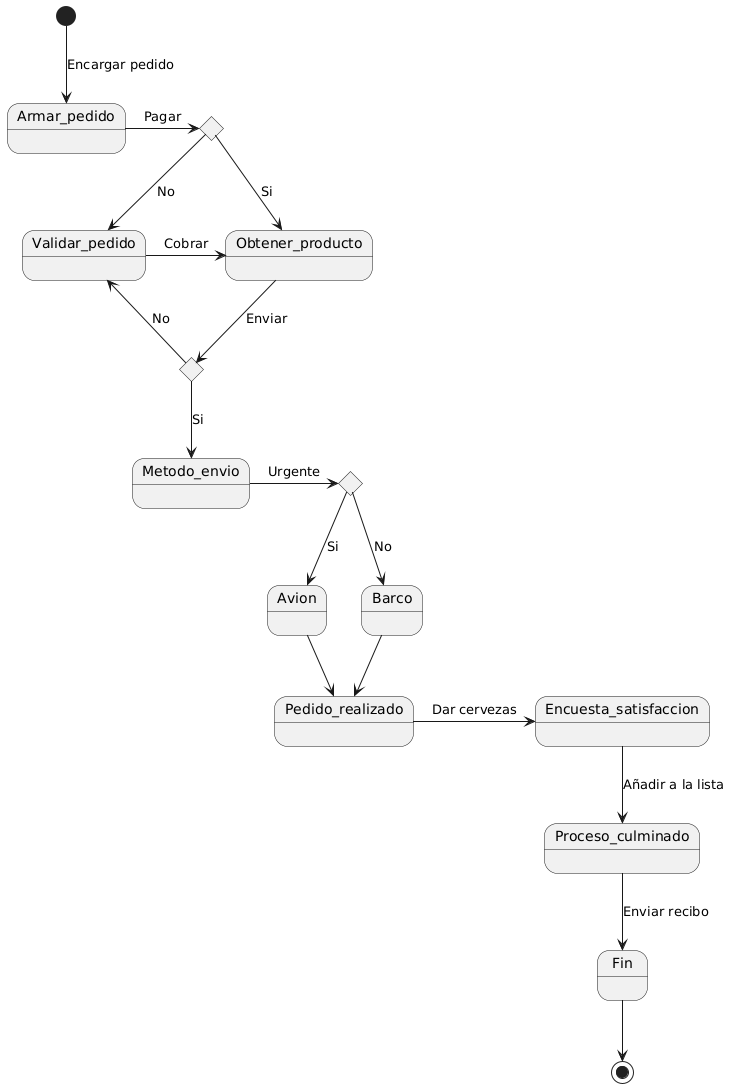 Encargar pedido
Armar_pedido
Pagar
No
Si
Validar_pedido
Cobrar
Obtener_producto
No
Enviar
Si
Metodo_envio
Urgente
Si
No
Avion
Barco
Pedido_realizado
Dar cervezas
Encuesta_satisfaccion
Añadir a la lista
Proceso_culminado
Enviar recibo
Fin